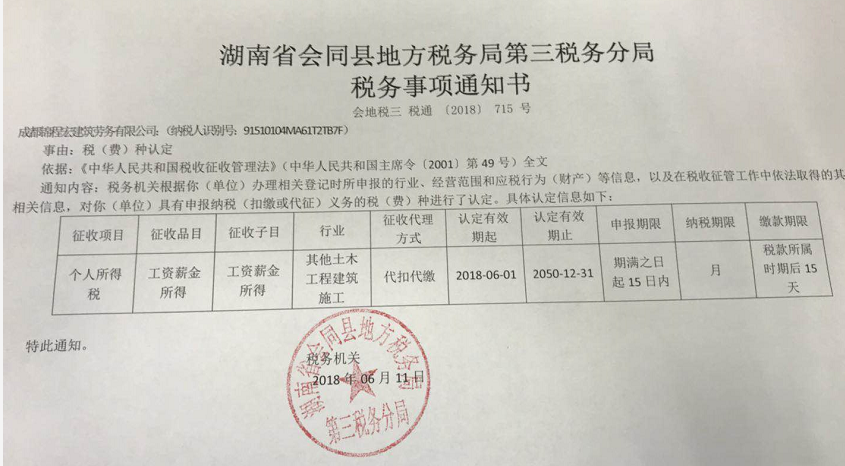 湖南省会同县地方税务局第三税务分局
税务事项通知书
会地税三 税通 〔2018〕 715 号
成都锦程宏建筑劳务有限公司:（纳税人识别号：91510104MA61T2TB7F）
事由：税（费）种认定
依据：《中华人民共和国税收征收管理法》（中华人民共和国主席令〔2001〕第 49 号）全文
通知内容：税务机关根据你（单位）办理相关登记时所申报的行业、经营范围和应税行为（财产）等信息，以及在税收征管工作中依法取得的其
相关信息，对你（单位）具有申报纳税（扣缴或代征）义务的税（费）种进行了认定。具体认定信息如下：
征收项目 征收品目 征收子目 行业 征收代理方式 认定有效期起 认定有效期止 申报期限 纳税期限 缴款期限
个人所得税 工资薪金所得 工资薪金所得 其他土木工程建筑施工 代扣代缴 2018-06-01 2050-12-31 期满之日起 15 日内 月 税款所属时期后 15 天
特此通知。
税务机关
2018 年 06 月 11 日
湖南省会同县地方税务局
第三税务分局